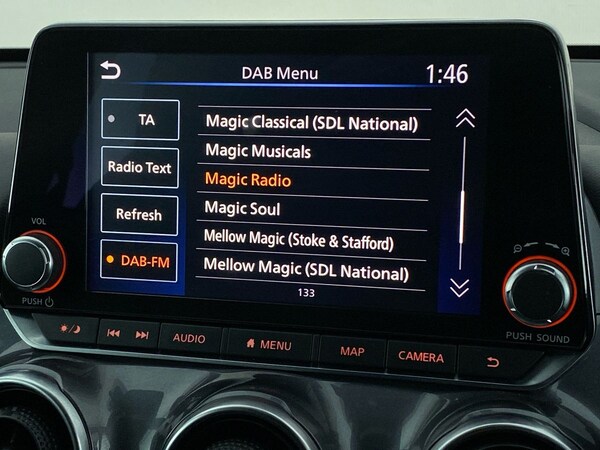 DAB Menu
1:46
TA
Radio Text
Refresh
DAB-FM
Magic Classical (SDL National)
Magic Musicals
Magic Radio
Magic Soul
Mellow Magic (Stoke & Stafford)
Mellow Magic (SDL National)
133
VOL
PUSH
PUSH SOUND
AUDIO
MENU
MAP
CAMERA